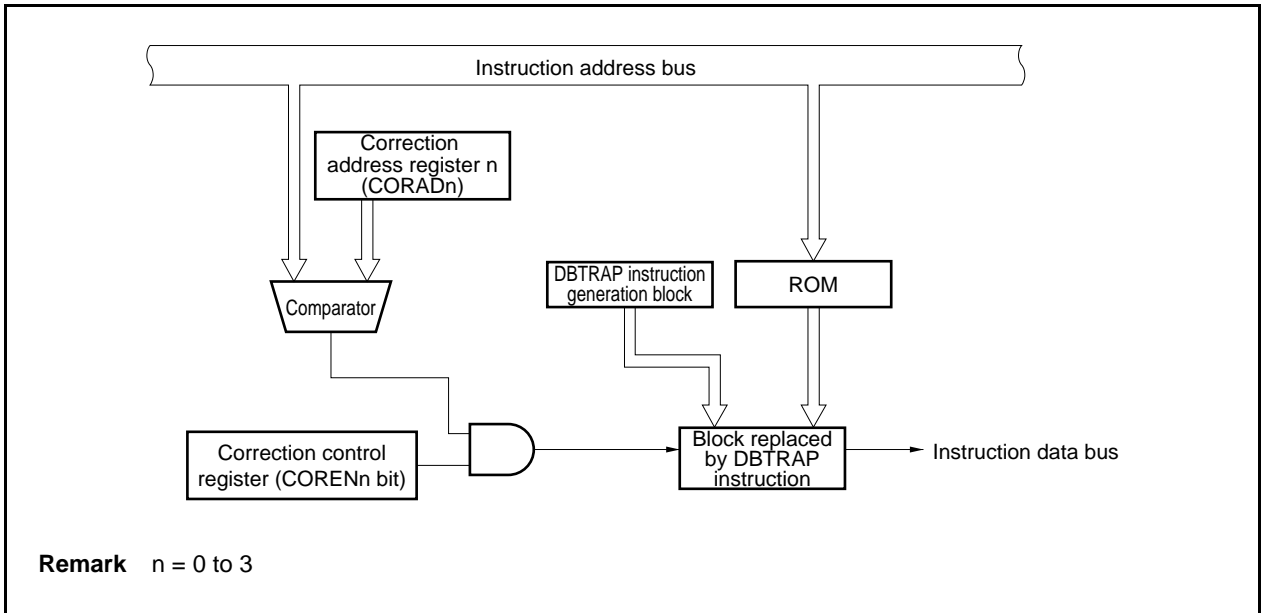 Instruction address bus
Correction
address register n
(CORADn)
DBTRAP instruction
generation block
ROM
Comparator
Correction control
register (CORENn bit)
Block replaced
by DBTRAP
instruction
Instruction data bus
Remark n = 0 to 3